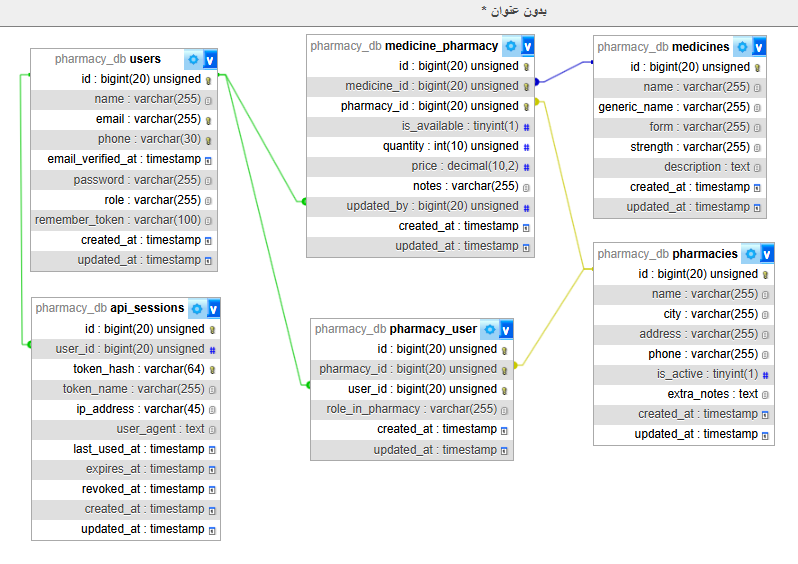 بدون عنوان *
pharmacy_db users
id : bigint(20) unsigned
name : varchar(255)
email : varchar(255)
phone : varchar(30)
email_verified_at : timestamp
password : varchar(255)
role : varchar(255)
remember_token : varchar(100)
created_at : timestamp
updated_at : timestamp
pharmacy_db api_sessions
id : bigint(20) unsigned
user_id : bigint(20) unsigned
token_hash : varchar(64)
token_name : varchar(255)
ip_address : varchar(45)
user_agent : text
last_used_at : timestamp
expires_at : timestamp
revoked_at : timestamp
created_at : timestamp
updated_at : timestamp
pharmacy_db medicine_pharmacy
id : bigint(20) unsigned
medicine_id : bigint(20) unsigned
pharmacy_id : bigint(20) unsigned
is_available : tinyint(1)
quantity : int(10) unsigned
price : decimal(10,2)
notes : varchar(255)
updated_by : bigint(20) unsigned
created_at : timestamp
updated_at : timestamp
pharmacy_db pharmacy_user
id : bigint(20) unsigned
pharmacy_id : bigint(20) unsigned
user_id : bigint(20) unsigned
role_in_pharmacy : varchar(255)
created_at : timestamp
updated_at : timestamp
pharmacy_db medicines
id : bigint(20) unsigned
name : varchar(255)
generic_name : varchar(255)
form : varchar(255)
strength : varchar(255)
description : text
created_at : timestamp
updated_at : timestamp
pharmacy_db pharmacies
id : bigint(20) unsigned
name : varchar(255)
city : varchar(255)
address : varchar(255)
phone : varchar(255)
is_active : tinyint(1)
extra_notes : text
created_at : timestamp
updated_at : timestamp